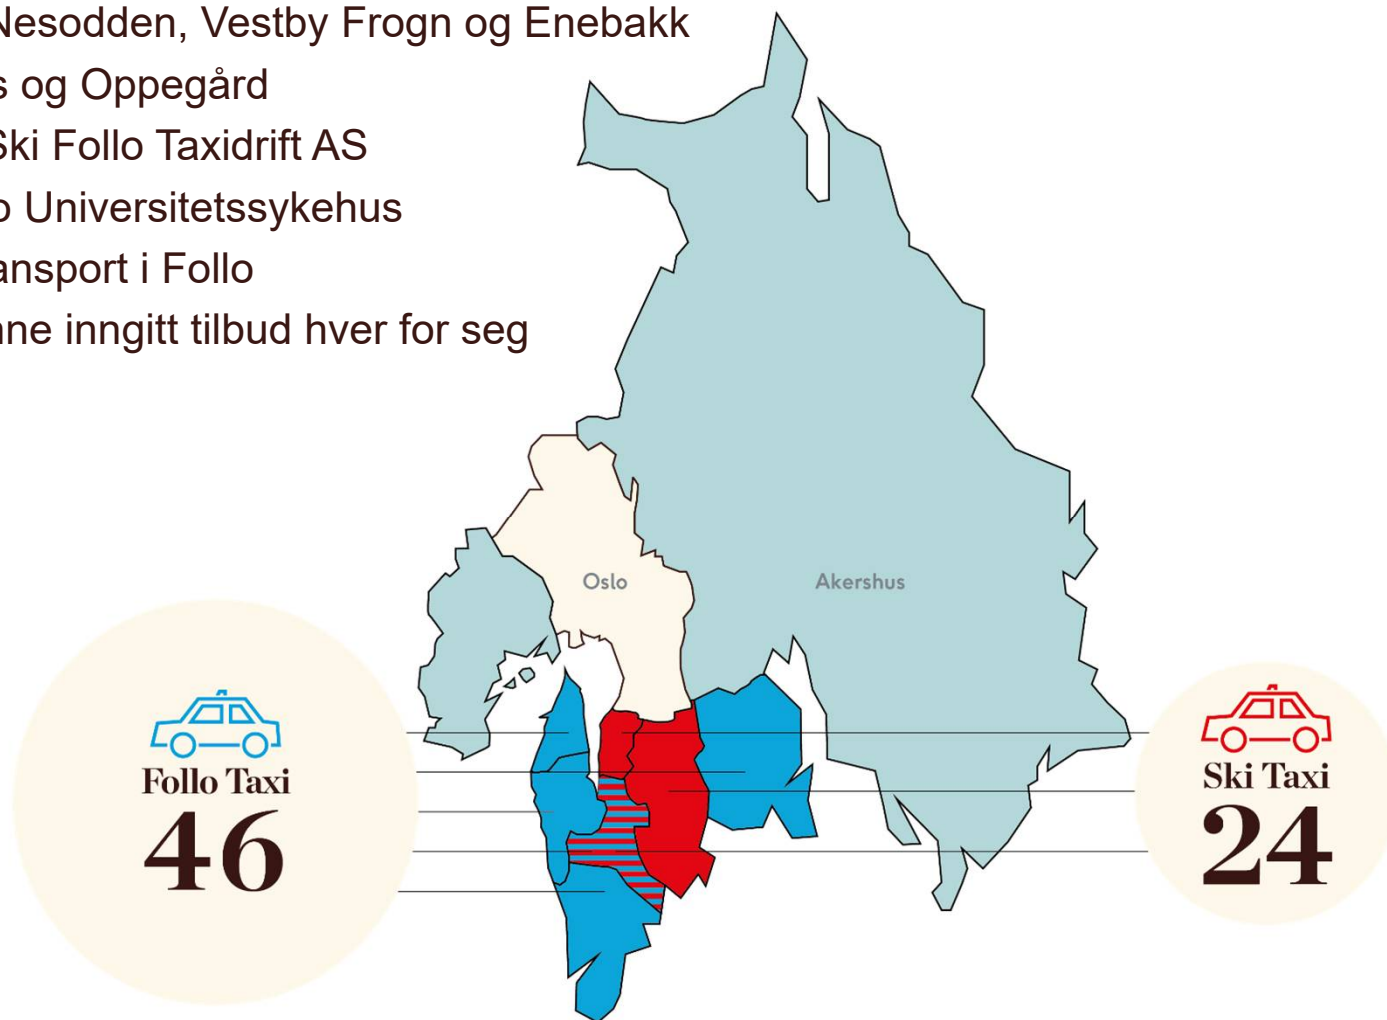 Nesodden, Vestby Frogn og Enebakk
s og Oppegård
Ski Follo Taxidrift AS
o Universitetssykehus
ansport i Follo
nne inngitt tilbud hver for seg
Oslo
Akershus
Follo Taxi
46
Ski Taxi
24